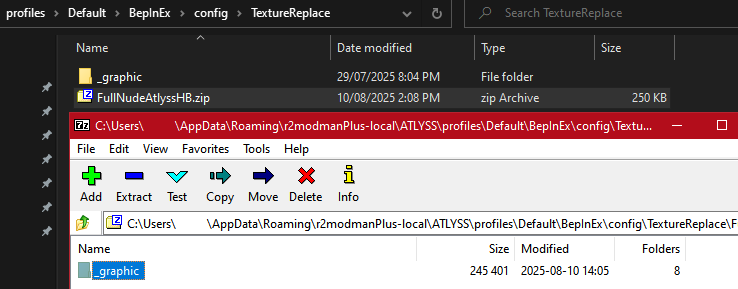 profiles > Default > BepInEx > config > TextureReplace
Search TextureReplace
Name Date modified Type Size
_graphic 29/07/2025 8:04 PM File folder
FullNudeAtlyssHB.zip 10/08/2025 2:08 PM zip Archive 250 KB
7z C:\Users\ \AppData\Roaming\r2modmanPlus-local\ATLYSS\profiles\Default\BepInEx\config\Textu...
File Edit View Favorites Tools Help
Add Extract Test Copy Move Delete Info
C:\Users\ \AppData\Roaming\r2modmanPlus-local\ATLYSS\profiles\Default\BepInEx\config\TextureReplace\F
Name Size Modified Folders
_graphic 245 401 2025-08-10 14:05 8